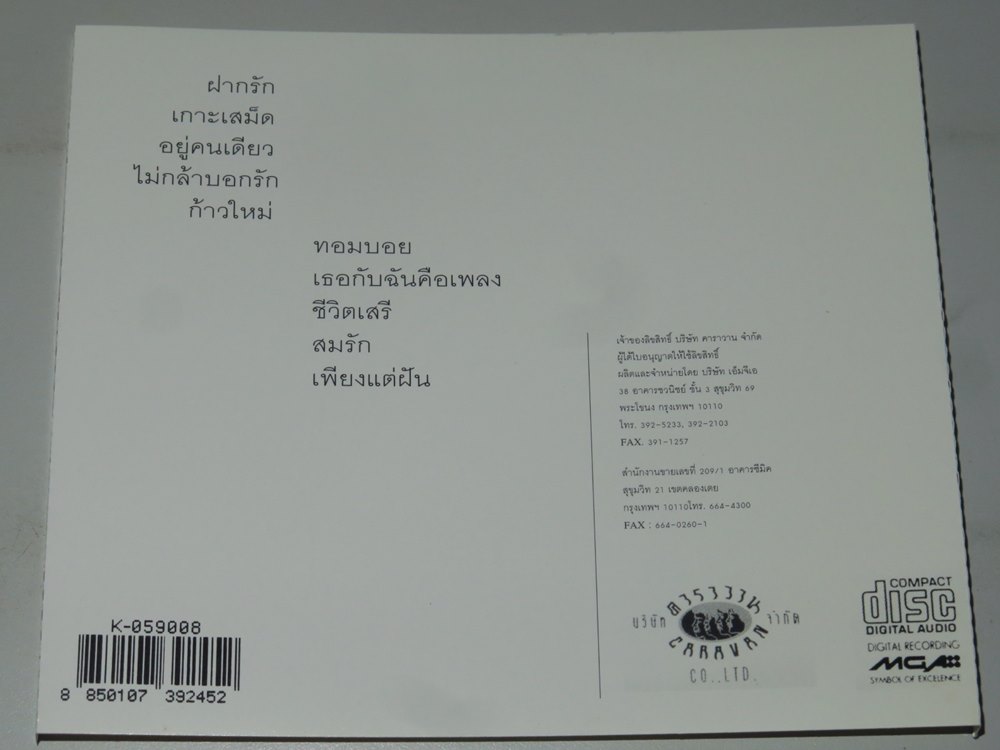 ฝากรัก
เกาะเสม็ด
อยู่คนเดียว
ไม่กล้าบอกรัก
ก้าวใหม่
ทอมบอย
เธอกับฉันคือเพลง
ชีวิตเสรี
สมรัก
เพียงแต่ฝัน
เจ้าของลิขสิทธิ์ บริษัท คาราวาน จำกัด
ผู้ได้ใบอนุญาตให้ใช้ลิขสิทธิ์
ผลิตและจำหน่ายโดย บริษัท เอ็มจีเอ
38 อาคารชวนิชย์ ชั้น 3 สุขุมวิท 69
พระโขนง กรุงเทพฯ 10110
โทร. 392-5233, 392-2103
FAX. 391-1257
สำนักงานขายเลขที่ 209/1 อาคารซีมิค
สุขุมวิท 21 เขตคลองเตย
กรุงเทพฯ 10110โทร. 664-4300
FAX : 664-0260-1
บริษัท คาราวาน จำกัด
CARAVAN
CO.,LTD.
COMPACT
disc
DIGITAL AUDIO
DIGITAL RECORDING
MGA
SYMBOL OF EXCELENCE
K-059008
8 850107 392452